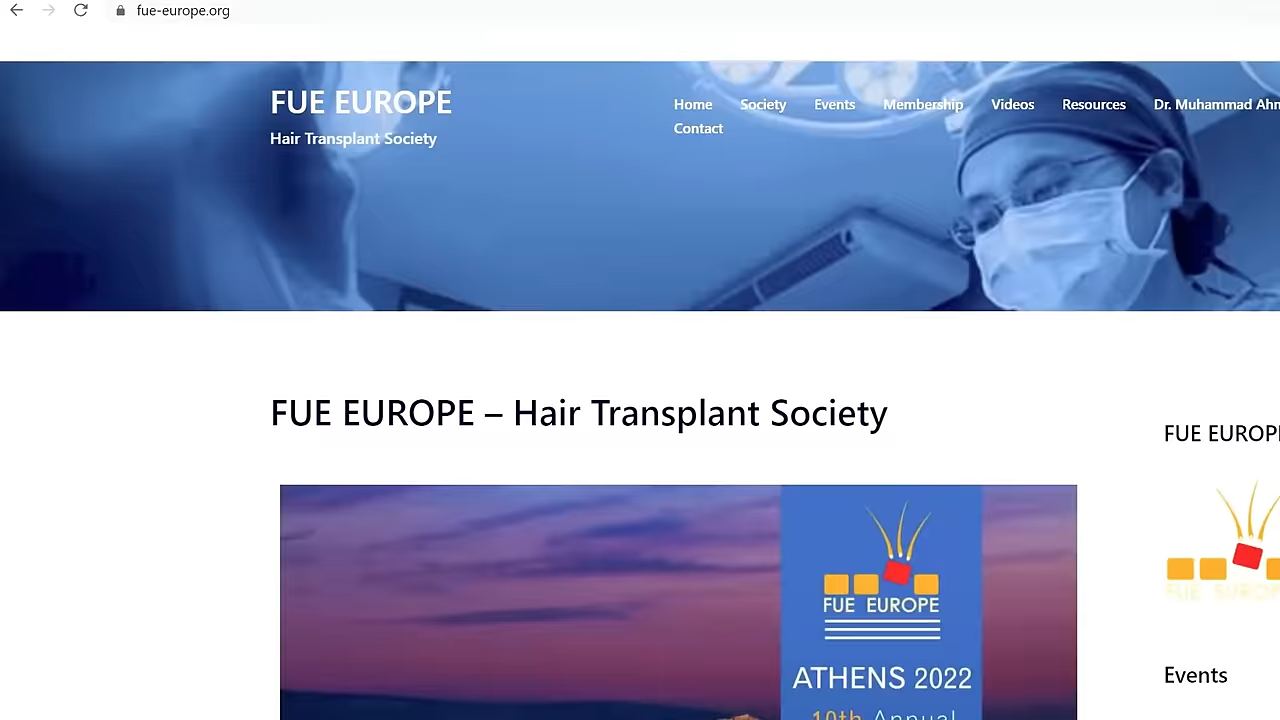 fue-europe.org
FUE EUROPE
Hair Transplant Society
Home Society Events Membership Videos Resources Dr. Muhammad
Contact
FUE EUROPE – Hair Transplant Society
FUE
FUE EUROPE
ATHENS 2022
10th Annual
FUE EUROPE
Events